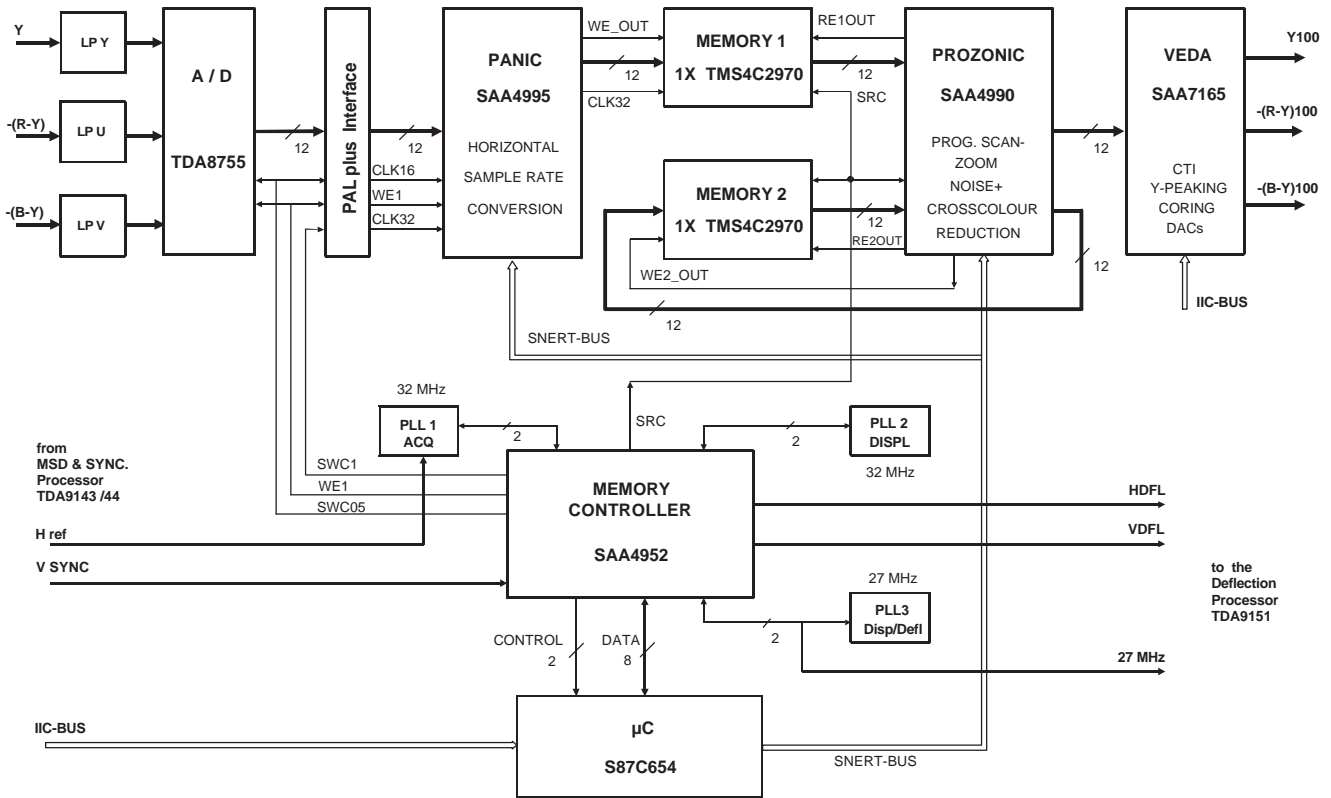 Y
LP Y
-(R-Y)
LP U
-(B-Y)
LP V
A / D
TDA8755
12
PAL plus Interface
12
CLK16
WE1
CLK32
PANIC
SAA4995
HORIZONTAL
SAMPLE RATE
CONVERSION
WE_OUT
12
CLK32
MEMORY 1
1X TMS4C2970
RE1OUT
12
SRC
MEMORY 2
1X TMS4C2970
12
RE2OUT
WE2_OUT
12
PROZONIC
SAA4990
PROG. SCAN-
ZOOM
NOISE+
CROSSCOLOUR
REDUCTION
12
12
VEDA
SAA7165
CTI
Y-PEAKING
CORING
DACs
Y100
-(R-Y)100
-(B-Y)100
IIC-BUS
SNERT-BUS
32 MHz
PLL 1
ACQ
2
SRC
2
PLL 2
DISPL
32 MHz
from
MSD & SYNC.
Processor
TDA9143 /44
SWC1
WE1
SWC05
H ref
V SYNC
MEMORY
CONTROLLER
SAA4952
HDFL
VDFL
to the
Deflection
Processor
TDA9151
27 MHz
PLL3
Disp/Defl
2
27 MHz
CONTROL
2
DATA
8
IIC-BUS
µC
S87C654
SNERT-BUS